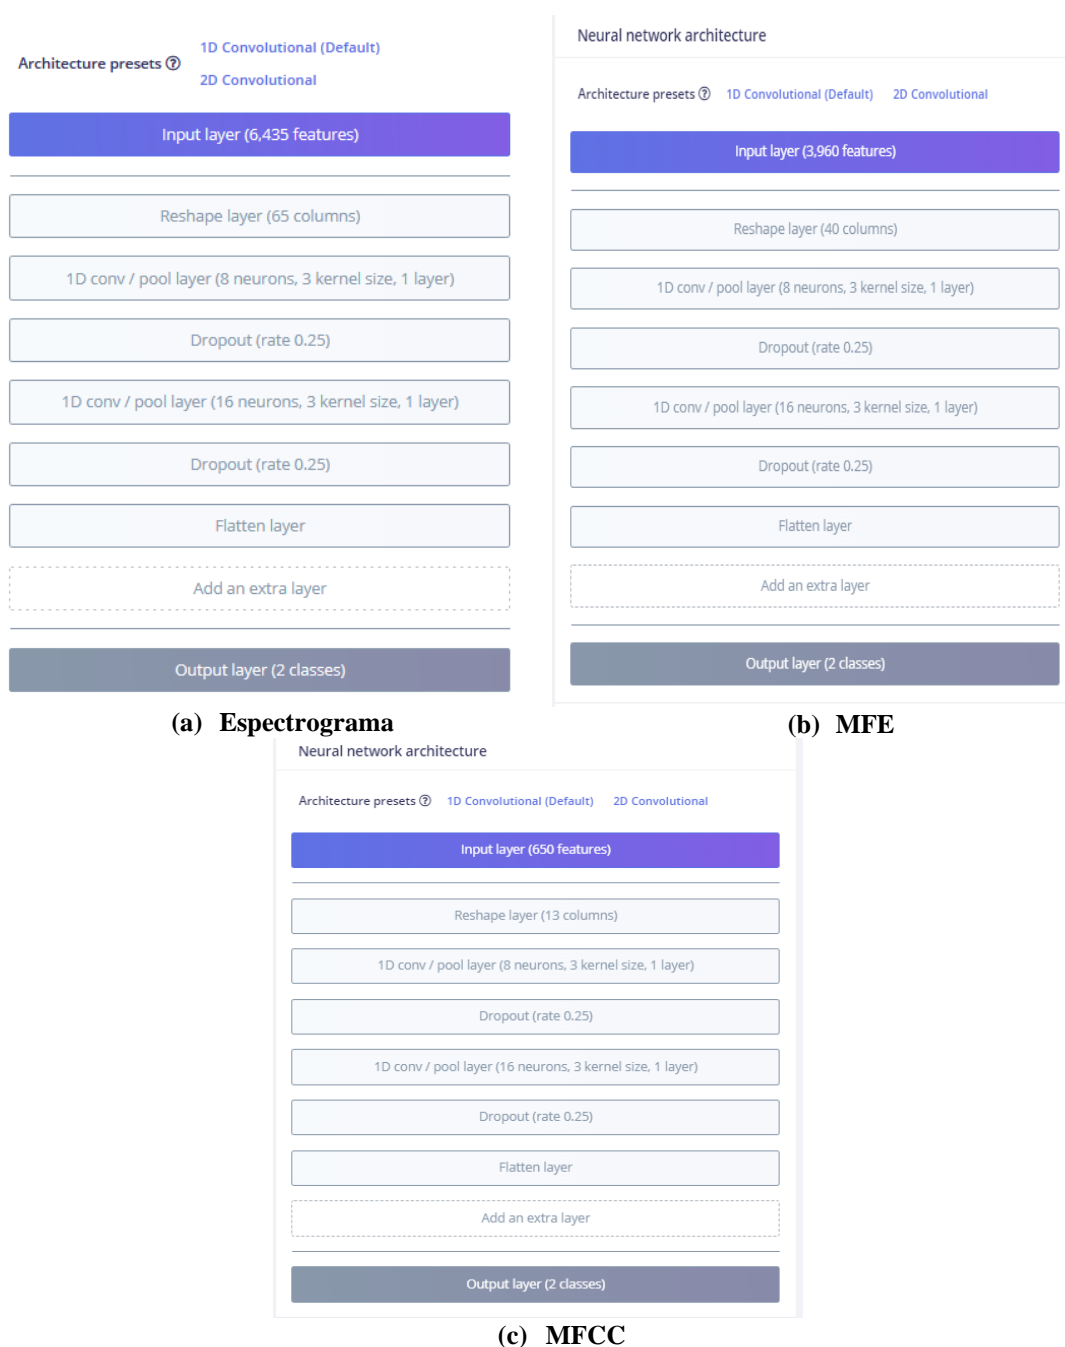 Architecture presets
1D Convolutional (Default)
2D Convolutional
Input layer (6,435 features)
Reshape layer (65 columns)
1D conv / pool layer (8 neurons, 3 kernel size, 1 layer)
Dropout (rate 0.25)
1D conv / pool layer (16 neurons, 3 kernel size, 1 layer)
Dropout (rate 0.25)
Flatten layer
Add an extra layer
Output layer (2 classes)
(a) Espectrograma
Neural network architecture
Architecture presets 1D Convolutional (Default) 2D Convolutional
Input layer (3,960 features)
Reshape layer (40 columns)
1D conv / pool layer (8 neurons, 3 kernel size, 1 layer)
Dropout (rate 0.25)
1D conv / pool layer (16 neurons, 3 kernel size, 1 layer)
Dropout (rate 0.25)
Flatten layer
Add an extra layer
Output layer (2 classes)
(b) MFE
Neural network architecture
Architecture presets 1D Convolutional (Default) 2D Convolutional
Input layer (650 features)
Reshape layer (13 columns)
1D conv / pool layer (8 neurons, 3 kernel size, 1 layer)
Dropout (rate 0.25)
1D conv / pool layer (16 neurons, 3 kernel size, 1 layer)
Dropout (rate 0.25)
Flatten layer
Add an extra layer
Output layer (2 classes)
(c) MFCC